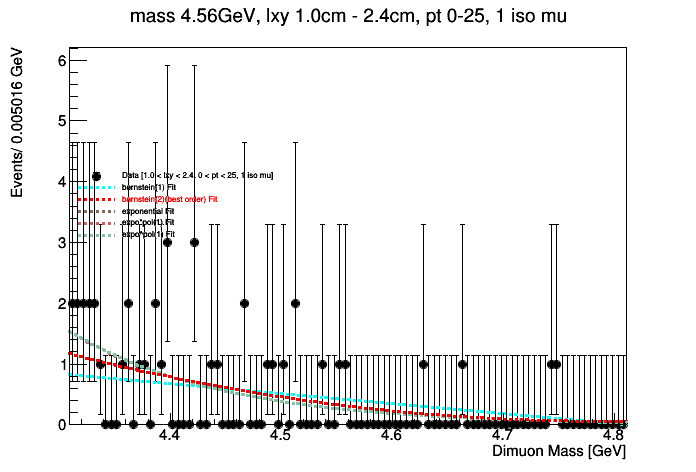 mass 4.56GeV, lxy 1.0cm - 2.4cm, pt 0-25, 1 iso mu
Events/ 0.005016 GeV
6
5
4
3
2
1
0
Data [1.0 < lxy < 2.4, 0 < pt < 25, 1 iso mu]
bernstein(1) Fit
bernstein(2)(best order) Fit
exponential Fit
expo*pol(1) Fit
expo*pol(1) Fit
4.4
4.5
4.6
4.7
4.8
Dimuon Mass [GeV]